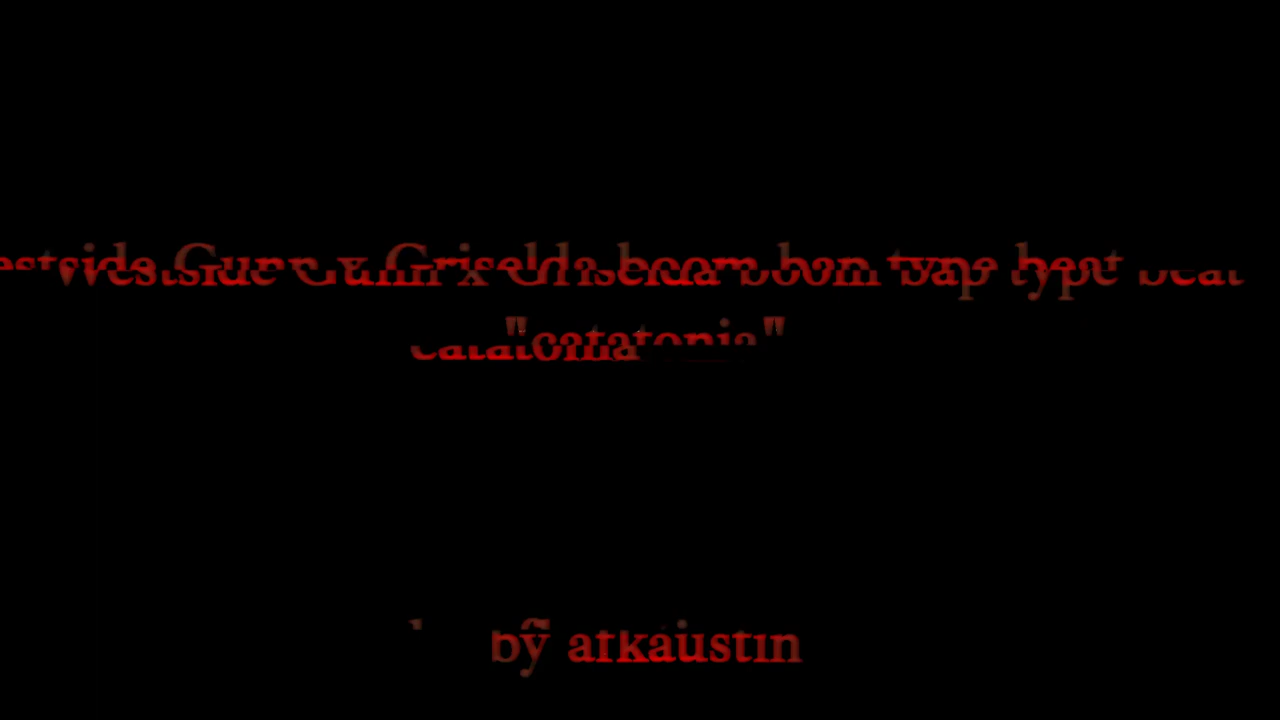 Westside Gunn x Griselda boom bap type beat
"catatonia"
by atkaustin